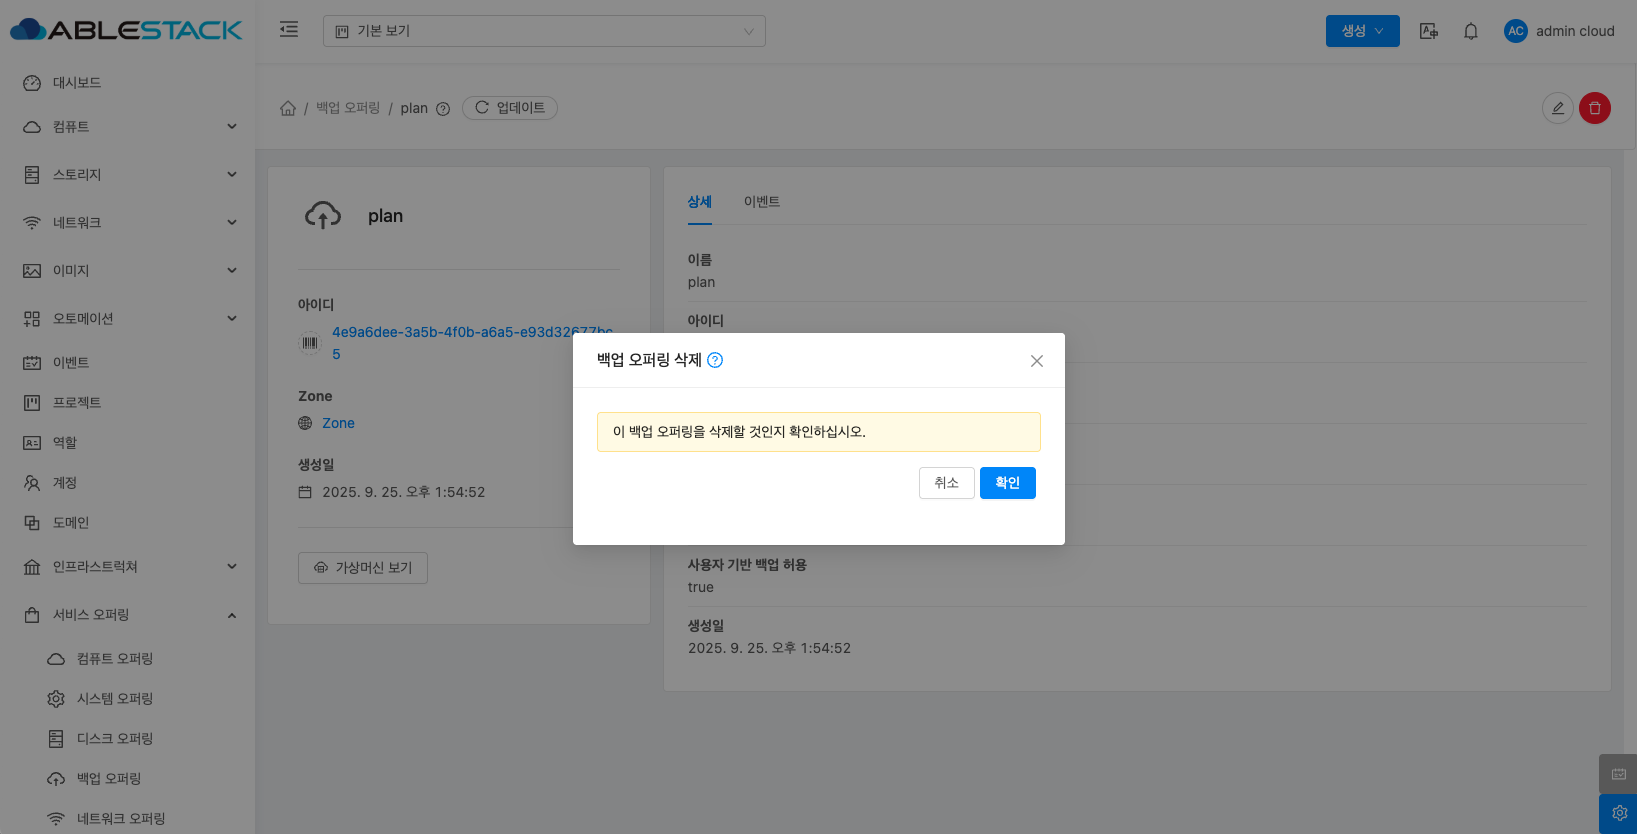 ABLESTACK
기본 보기
생성
AC
admin cloud
대시보드
컴퓨트
스토리지
네트워크
이미지
오토메이션
이벤트
프로젝트
역할
계정
도메인
인프라스트럭쳐
서비스 오퍼링
컴퓨트 오퍼링
시스템 오퍼링
디스크 오퍼링
백업 오퍼링
네트워크 오퍼링
/ 백업 오퍼링 / plan
업데이트
plan
아이디
4e9a6dee-3a5b-4f0b-a6a5-e93d32677bc
5
Zone
Zone
생성일
2025. 9. 25. 오후 1:54:52
가상머신 보기
상세
이벤트
이름
plan
아이디
백업 오퍼링 삭제
이 백업 오퍼링을 삭제할 것인지 확인하십시오.
취소
확인
사용자 기반 백업 허용
true
생성일
2025. 9. 25. 오후 1:54:52